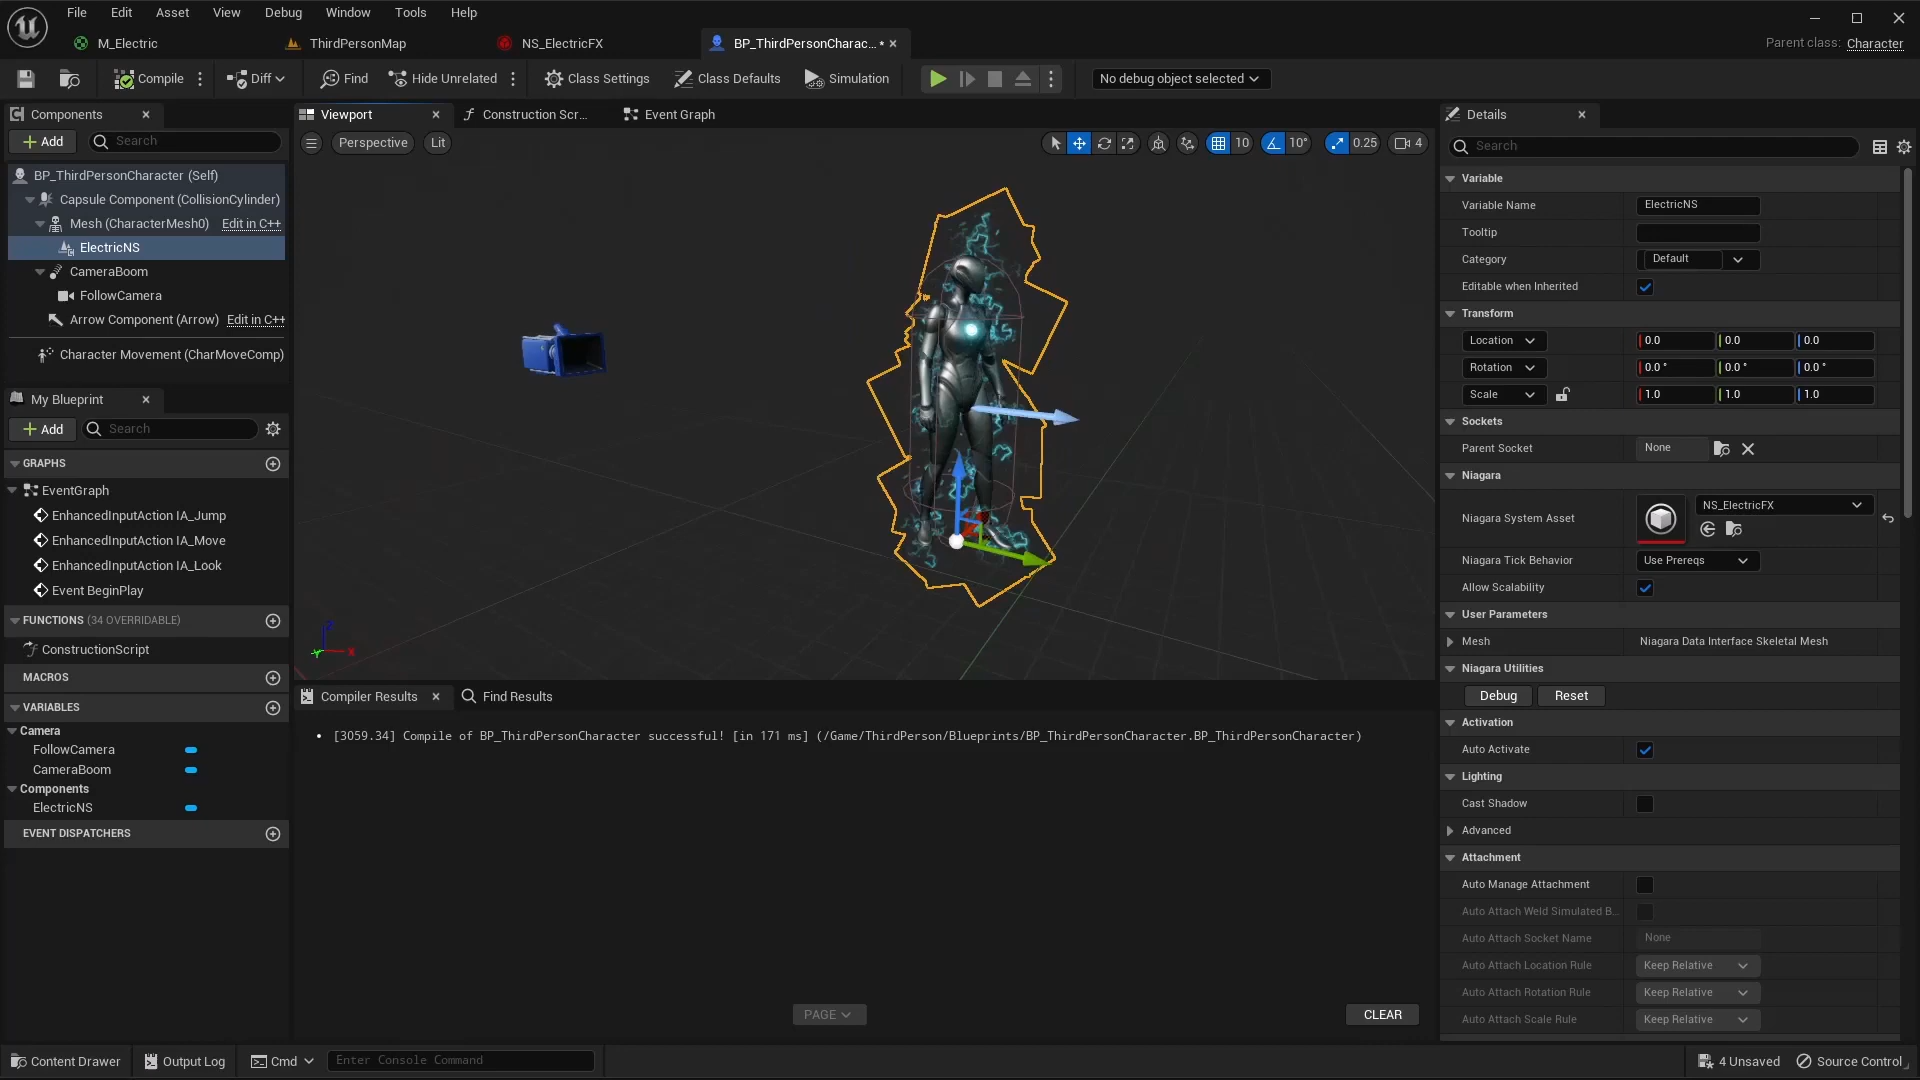 File Edit Asset View Debug Window Tools Help
M_Electric
ThirdPersonMap
NS_ElectricFX
BP_ThirdPersonCharac... •
Parent class: Character
Compile
Diff
Find
Hide Unrelated
Class Settings
Class Defaults
Simulation
No debug object selected
Components
Add
Search
BP_ThirdPersonCharacter (Self)
Capsule Component (CollisionCylinder)
Mesh (CharacterMesh0) Edit in C++
ElectricNS
CameraBoom
FollowCamera
Arrow Component (Arrow) Edit in C++
Character Movement (CharMoveComp)
My Blueprint
Add
Search
GRAPHS
EventGraph
EnhancedInputAction IA_Jump
EnhancedInputAction IA_Move
EnhancedInputAction IA_Look
Event BeginPlay
FUNCTIONS (34 OVERRIDABLE)
ConstructionScript
MACROS
VARIABLES
Camera
FollowCamera
CameraBoom
Components
ElectricNS
EVENT DISPATCHERS
Viewport
Construction Scr...
Event Graph
Perspective
Lit
10
10°
0.25
4
Z
X
Y
Compiler Results
Find Results
• [3059.34] Compile of BP_ThirdPersonCharacter successful! [in 171 ms] (/Game/ThirdPerson/Blueprints/BP_ThirdPersonCharacter.BP_ThirdPersonCharacter)
PAGE
CLEAR
Details
Search
Variable
Variable Name ElectricNS
Tooltip
Category Default
Editable when Inherited
Transform
Location 0.0 0.0 0.0
Rotation 0.0 ° 0.0 ° 0.0 °
Scale 1.0 1.0 1.0
Sockets
Parent Socket None
Niagara
Niagara System Asset NS_ElectricFX
Niagara Tick Behavior Use Prereqs
Allow Scalability
User Parameters
Mesh Niagara Data Interface Skeletal Mesh
Niagara Utilities
Debug Reset
Activation
Auto Activate
Lighting
Cast Shadow
Advanced
Attachment
Auto Manage Attachment
Auto Attach Weld Simulated B...
Auto Attach Socket Name None
Auto Attach Location Rule Keep Relative
Auto Attach Rotation Rule Keep Relative
Auto Attach Scale Rule Keep Relative
Content Drawer
Output Log
Cmd
Enter Console Command
4 Unsaved
Source Control